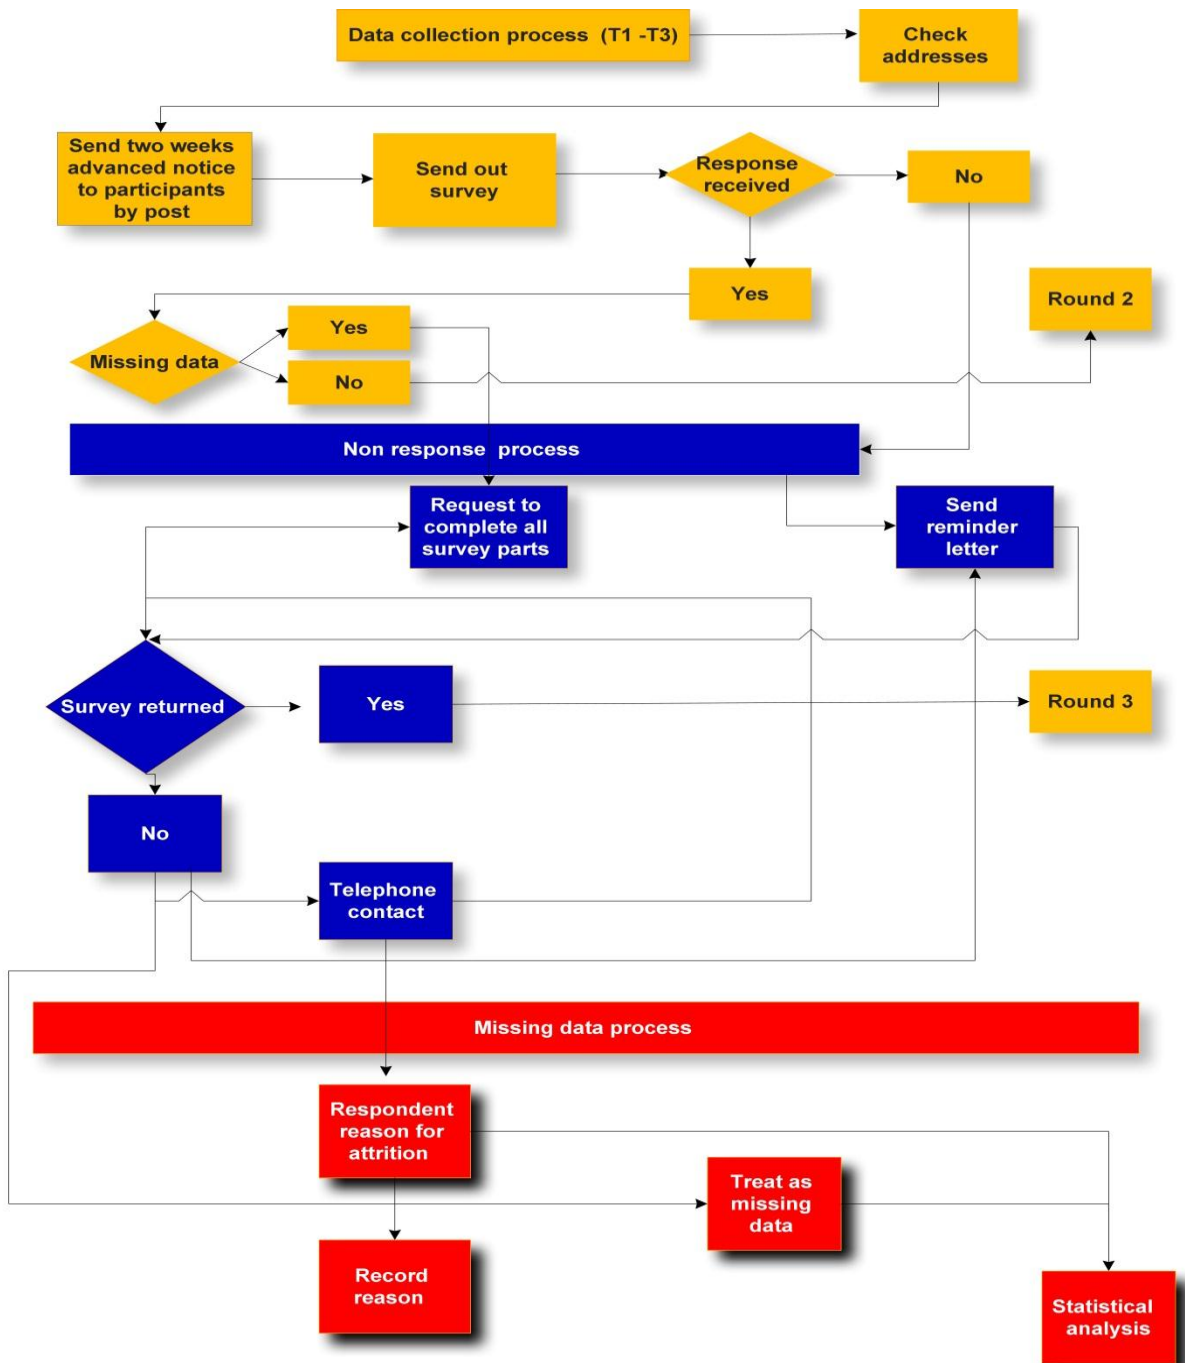 Data collection process  (T1 -T3)
Check
addresses
Send two weeks
advanced notice
to participants
by post
Send out
survey
Response
received
No
Yes
Round 2
Missing data
Yes
No
Non response  process
Request to
complete all
survey parts
Send
reminder
letter
Survey returned
Yes
Round 3
No
Telephone
contact
Missing data process
Respondent
reason for
attrition
Treat as
missing
data
Record
reason
Statistical
analysis